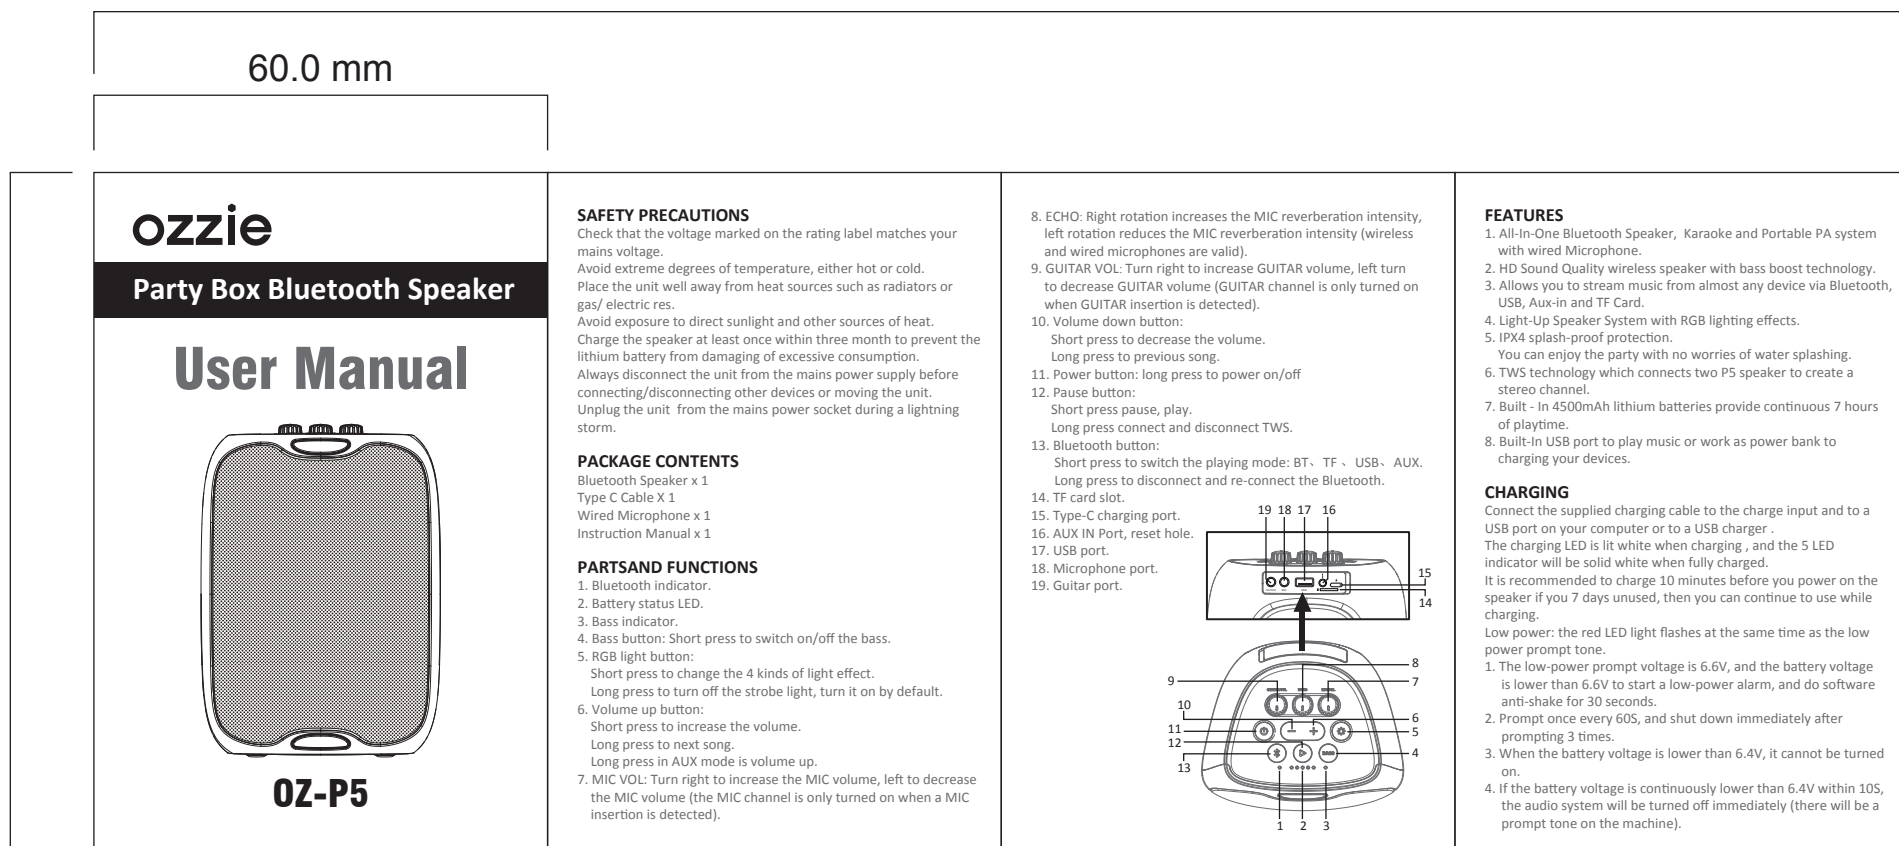 60.0 mm
ozzie
Party Box Bluetooth Speaker
User Manual
OZ-P5
SAFETY PRECAUTIONS
Check that the voltage marked on the rating label matches your
mains voltage.
Avoid extreme degrees of temperature, either hot or cold.
Place the unit well away from heat sources such as radiators or
gas/ electric res.
Avoid exposure to direct sunlight and other sources of heat.
Charge the speaker at least once within three month to prevent the
lithium battery from damaging of excessive consumption.
Always disconnect the unit from the mains power supply before
connecting/disconnecting other devices or moving the unit.
Unplug the unit  from the mains power socket during a lightning
storm.
PACKAGE CONTENTS
Bluetooth Speaker x 1
Type C Cable X 1
Wired Microphone x 1
Instruction Manual x 1
PARTSAND FUNCTIONS
1. Bluetooth indicator.
2. Battery status LED.
3. Bass indicator.
4. Bass button: Short press to switch on/off the bass.
5. RGB light button:
Short press to change the 4 kinds of light effect.
Long press to turn off the strobe light, turn it on by default.
6. Volume up button:
Short press to increase the volume.
Long press to next song.
Long press in AUX mode is volume up.
7. MIC VOL: Turn right to increase the MIC volume, left to decrease
the MIC volume (the MIC channel is only turned on when a MIC
insertion is detected).
8. ECHO: Right rotation increases the MIC reverberation intensity,
left rotation reduces the MIC reverberation intensity (wireless
and wired microphones are valid).
9. GUITAR VOL: Turn right to increase GUITAR volume, left turn
to decrease GUITAR volume (GUITAR channel is only turned on
when GUITAR insertion is detected).
10. Volume down button:
Short press to decrease the volume.
Long press to previous song.
11. Power button: long press to power on/off
12. Pause button:
Short press pause, play.
Long press connect and disconnect TWS.
13. Bluetooth button:
Short press to switch the playing mode: BT、TF 、USB、AUX.
Long press to disconnect and re-connect the Bluetooth.
14. TF card slot.
15. Type-C charging port.
16. AUX IN Port, reset hole.
17. USB port.
18. Microphone port.
19. Guitar port.
19 18 17 16
15
14
8
9
7
10
6
11
5
12
4
13
BASS
1 2 3
FEATURES
1. All-In-One Bluetooth Speaker,  Karaoke and Portable PA system
with wired Microphone.
2. HD Sound Quality wireless speaker with bass boost technology.
3. Allows you to stream music from almost any device via Bluetooth,
USB, Aux-in and TF Card.
4. Light-Up Speaker System with RGB lighting effects.
5. IPX4 splash-proof protection.
You can enjoy the party with no worries of water splashing.
6. TWS technology which connects two P5 speaker to create a
stereo channel.
7. Built - In 4500mAh lithium batteries provide continuous 7 hours
of playtime.
8. Built-In USB port to play music or work as power bank to
charging your devices.
CHARGING
Connect the supplied charging cable to the charge input and to a
USB port on your computer or to a USB charger .
The charging LED is lit white when charging , and the 5 LED
indicator will be solid white when fully charged.
It is recommended to charge 10 minutes before you power on the
speaker if you 7 days unused, then you can continue to use while
charging.
Low power: the red LED light flashes at the same time as the low
power prompt tone.
1. The low-power prompt voltage is 6.6V, and the battery voltage
is lower than 6.6V to start a low-power alarm, and do software
anti-shake for 30 seconds.
2. Prompt once every 60S, and shut down immediately after
prompting 3 times.
3. When the battery voltage is lower than 6.4V, it cannot be turned
on.
4. If the battery voltage is continuously lower than 6.4V within 10S,
the audio system will be turned off immediately (there will be a
prompt tone on the machine).